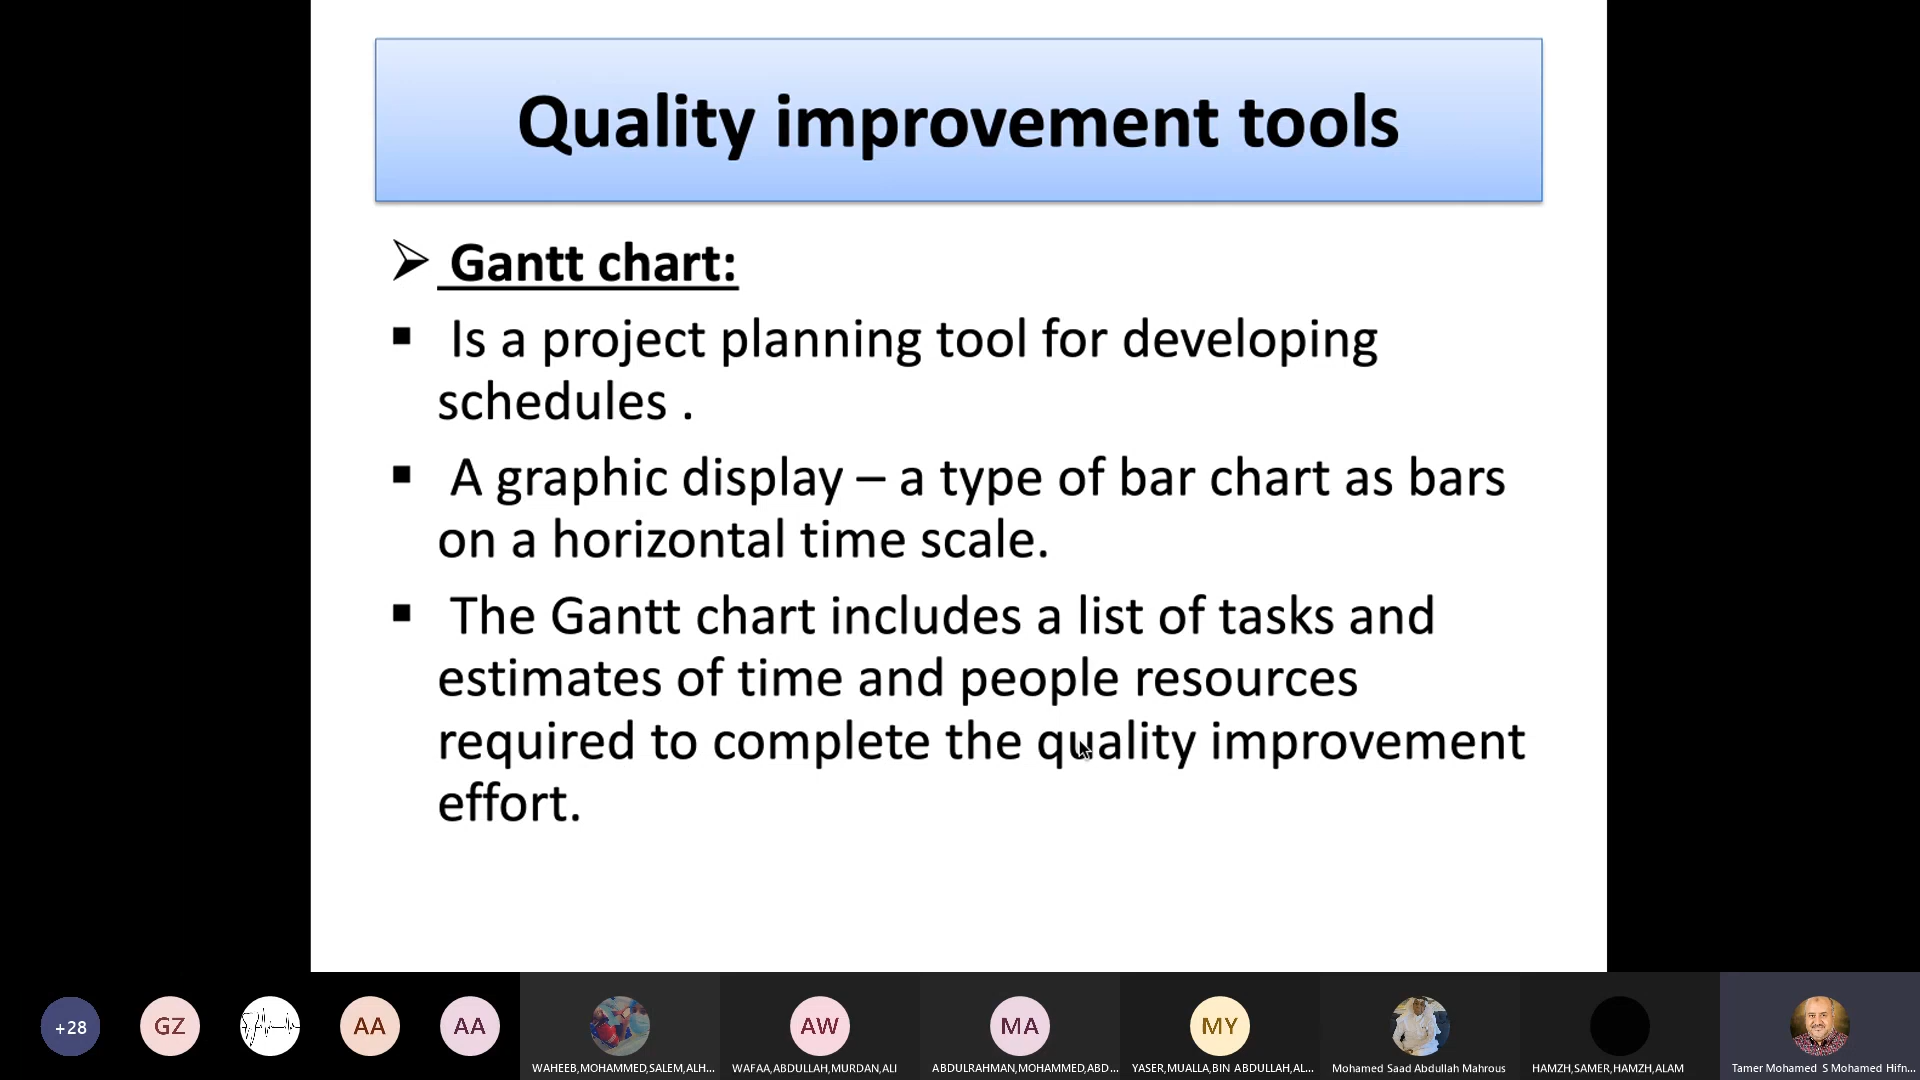 Quality improvement tools
➢ Gantt chart:
▪ Is a project planning tool for developing
schedules .
▪ A graphic display – a type of bar chart as bars
on a horizontal time scale.
▪ The Gantt chart includes a list of tasks and
estimates of time and people resources
required to complete the quality improvement
effort.
+28
GZ
AA
AA
AW
MA
MY
WAHEEB,MOHAMMED,SALEM,ALH...
WAFAA,ABDULLAH,MURDAN,ALI
ABDULRAHMAN,MOHAMMED,ABD...
YASER,MUALLA,BIN ABDULLAH,AL...
Mohamed Saad Abdullah Mahrous
HAMZH,SAMER,HAMZH,ALAM
Tamer Mohamed S Mohamed Hifn...